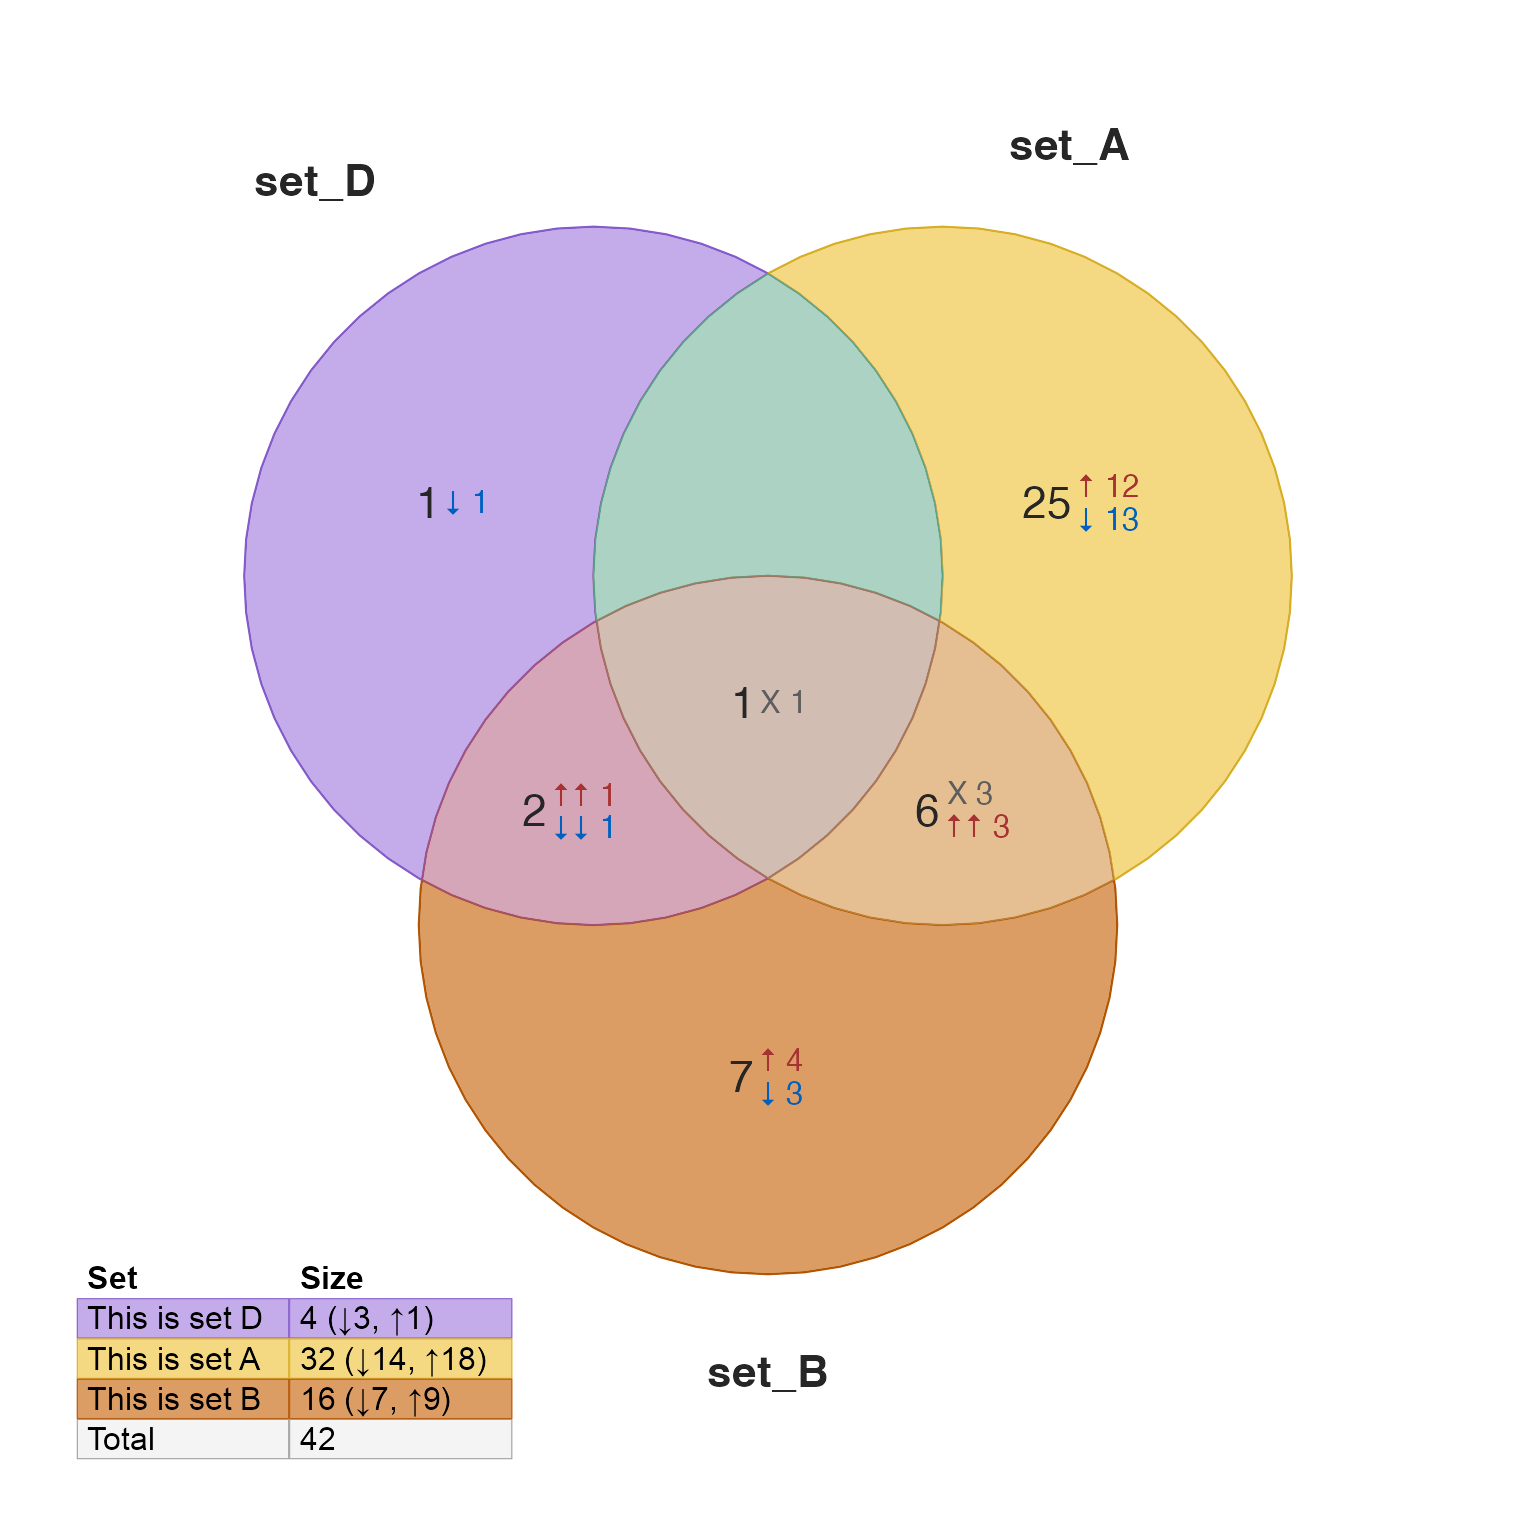 set_D
set_A
1 ↓ 1
25 ↑ 12
↓ 13
1 X 1
2 ↑↑ 1
↓↓ 1
6 X 3
↑↑ 3
7 ↑ 4
↓ 3
Set Size
This is set D 4 (↓3, ↑1)
This is set A 32 (↓14, ↑18)
This is set B 16 (↓7, ↑9)
Total 42
set_B